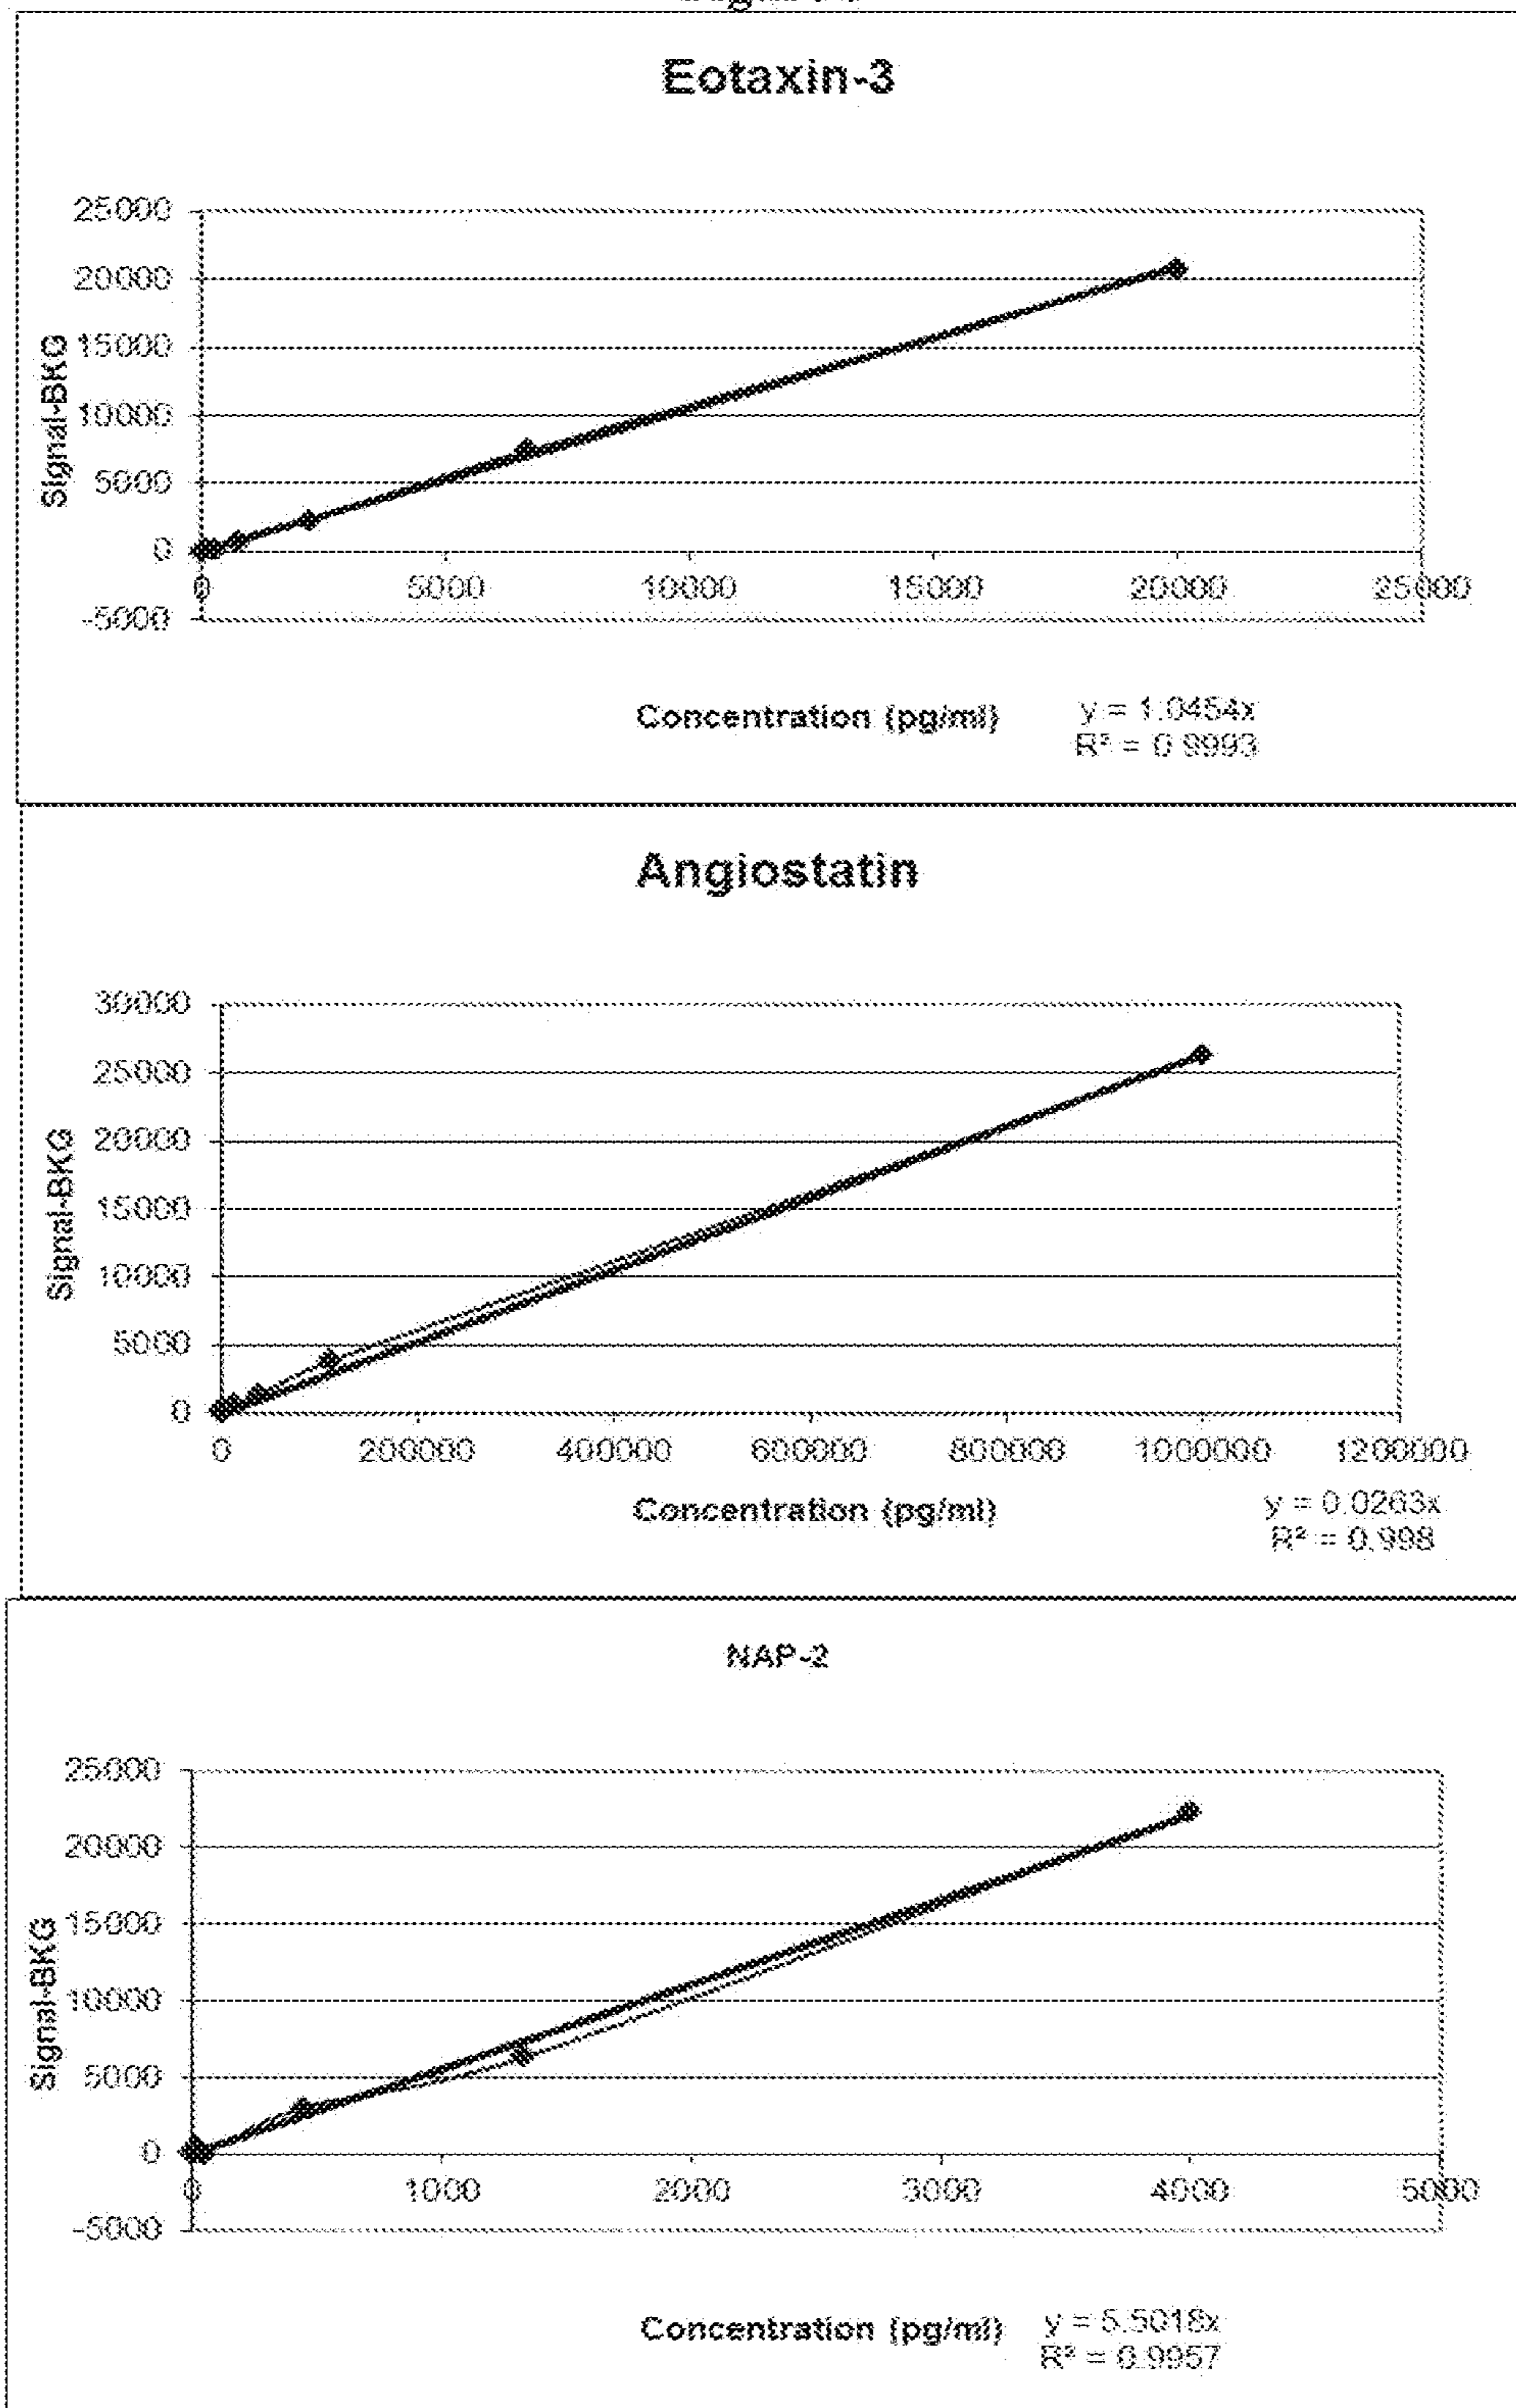 Eotaxin-3
25000
20000
15000
10000
5000
0
-5000
Signal-BKG
0 5000 10000 15000 20000 25000
Concentration (pg/ml)
y = 1.0454x
R² = 0.9993
Angiostatin
30000
25000
20000
15000
10000
5000
0
Signal-BKG
0 200000 400000 600000 800000 1000000 1200000
Concentration (pg/ml)
y = 0.0263x
R² = 0.998
NAP-2
25000
20000
15000
10000
5000
0
-5000
Signal-BKG
0 1000 2000 3000 4000 5000
Concentration (pg/ml)
y = 5.5018x
R² = 0.9957